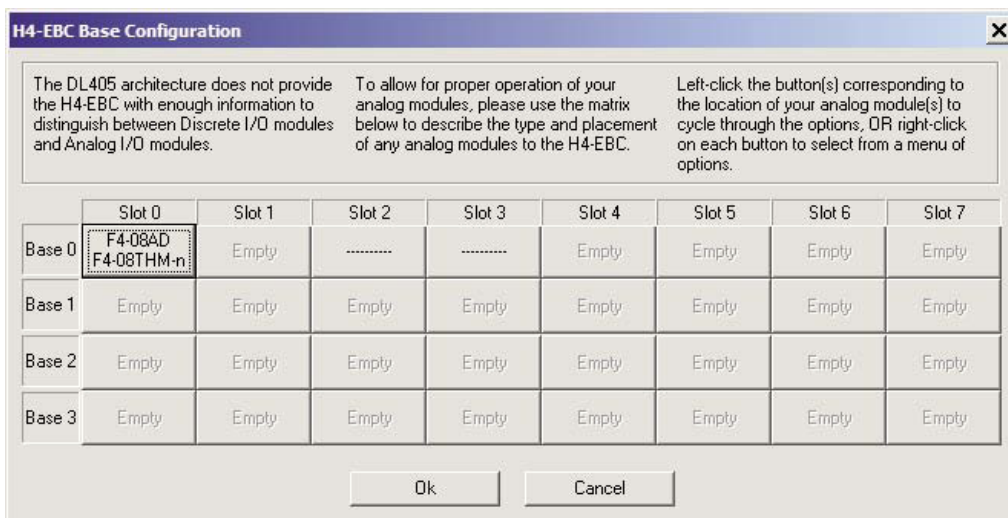 H4-EBC Base Configuration
The DL405 architecture does not provide
the H4-EBC with enough information to
distinguish between Discrete I/O modules
and Analog I/O modules.
To allow for proper operation of your
analog modules, please use the matrix
below to describe the type and placement
of any analog modules to the H4-EBC.
Left-click the button(s) corresponding to
the location of your analog module(s) to
cycle through the options, OR right-click
on each button to select from a menu of
options.
Slot 0 Slot 1 Slot 2 Slot 3 Slot 4 Slot 5 Slot 6 Slot 7
Base 0 F4-08AD
F4-08THM-n Empty --------- --------- Empty Empty Empty Empty
Base 1 Empty Empty Empty Empty Empty Empty Empty Empty
Base 2 Empty Empty Empty Empty Empty Empty Empty Empty
Base 3 Empty Empty Empty Empty Empty Empty Empty Empty
Ok Cancel